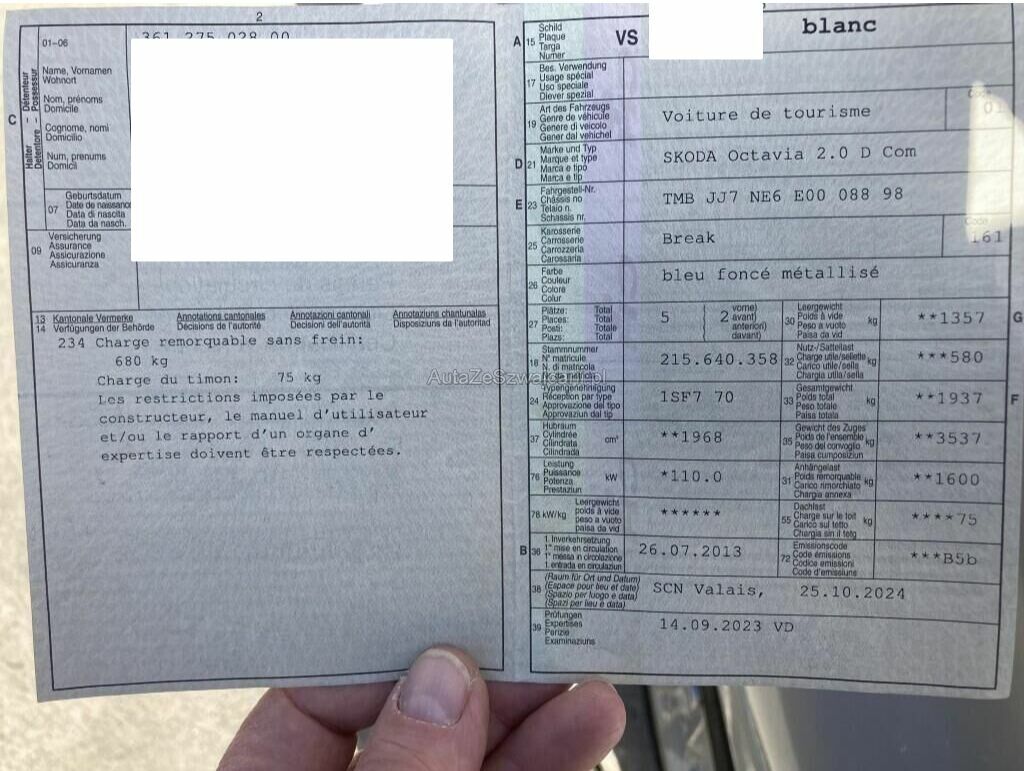 2
01-06
361 275 028 00
C
Halter - Détenteur
Detentore - Possessur
Name, Vornamen
Wohnort
Nom, prénoms
Domicile
Cognome, nomi
Domicilio
Num, prenums
Domicil
07
Geburtsdatum
Date de naissance
Data di nascita
Data da nasch.
09
Versicherung
Assurance
Assicurazione
Assicuranza
13 Kantonale Vermerke Annotations cantonales Annotazioni cantonali Annotaziuns chantunalas
14 Verfügungen der Behörde Décisions de l'autorité Decisioni dell'autorità Disposiziuns da l'autoritad
234 Charge remorquable sans frein:
680 kg
Charge du timon: 75 kg
Les restrictions imposées par le
constructeur, le manuel d'utilisateur
et/ou le rapport d'un organe d'
expertise doivent être respectées.
A 15
Schild
Plaque
Targa
Numer
VS
blanc
17
Bes. Verwendung
Usage spécial
Uso speciale
Diever spezial
19
Art des Fahrzeugs
Genre de véhicule
Genere di veicolo
Gener dal vehichel
Voiture de tourisme
Code
01
D 21
Marke und Typ
Marque et type
Marca e tipo
Marca e tip
SKODA Octavia 2.0 D Com
E 23
Fahrgestell-Nr.
Châssis no
Telaio n.
Schassis nr.
TMB JJ7 NE6 E00 088 98
25
Karosserie
Carrosserie
Carrozzeria
Carossaria
Break
Code
161
26
Farbe
Couleur
Colore
Colur
bleu foncé métallisé
27
Plätze: Total
Places: Total
Posti: Totale
Plazs: Total
5
( 2 vorne)
( avant)
anteriori)
davant)
30
Leergewicht
Poids à vide
Peso a vuoto
Paisa da vid
kg
**1357
G
18
Stammnummer
N° matricule
N. di matricola
215.640.358
32
Nutz-/Sattellast
Charge utile/sellette
Carico utile/sella
Chargia utila/sella
kg
***580
AutaZeSzwajcarii.pl
24
Typengenehmigung
Réception par type
Approvazione del tipo
Approvaziun dal tip
1SF7 70
33
Gesamtgewicht
Poids total
Peso totale
Paisa totala
kg
**1937
F
37
Hubraum
Cylindrée
Cilindrata
Cilindrada
cm³
**1968
35
Gewicht des Zuges
Poids de l'ensemble
Peso del convoglio
Paisa cumposiziun
kg
**3537
76
Leistung
Puissance
Potenza
Prestaziun
kW
*110.0
31
Anhängelast
Poids remorquable
Carico rimorchiato
Chargia annexa
kg
**1600
78 kW/kg
Leergewicht
poids à vide
peso a vuoto
paisa da vid
******
55
Dachlast
Charge sur le toit
Carico sul tetto
Chargia sin il tetg
kg
****75
B 36
1. Inverkehrsetzung
1re mise en circulation
1a messa in circolazione
1. entrada en circulaziun
26.07.2013
72
Emissionscode
Code émissions
Codice emissioni
Code d'emissiuns
***B5b
38
(Raum für Ort und Datum)
(Espace pour lieu et date)
(Spazio per luogo e data)
(Spazi per lieu e data)
SCN Valais, 25.10.2024
39
Prüfungen
Expertises
Perizie
Examinaziuns
14.09.2023 VD